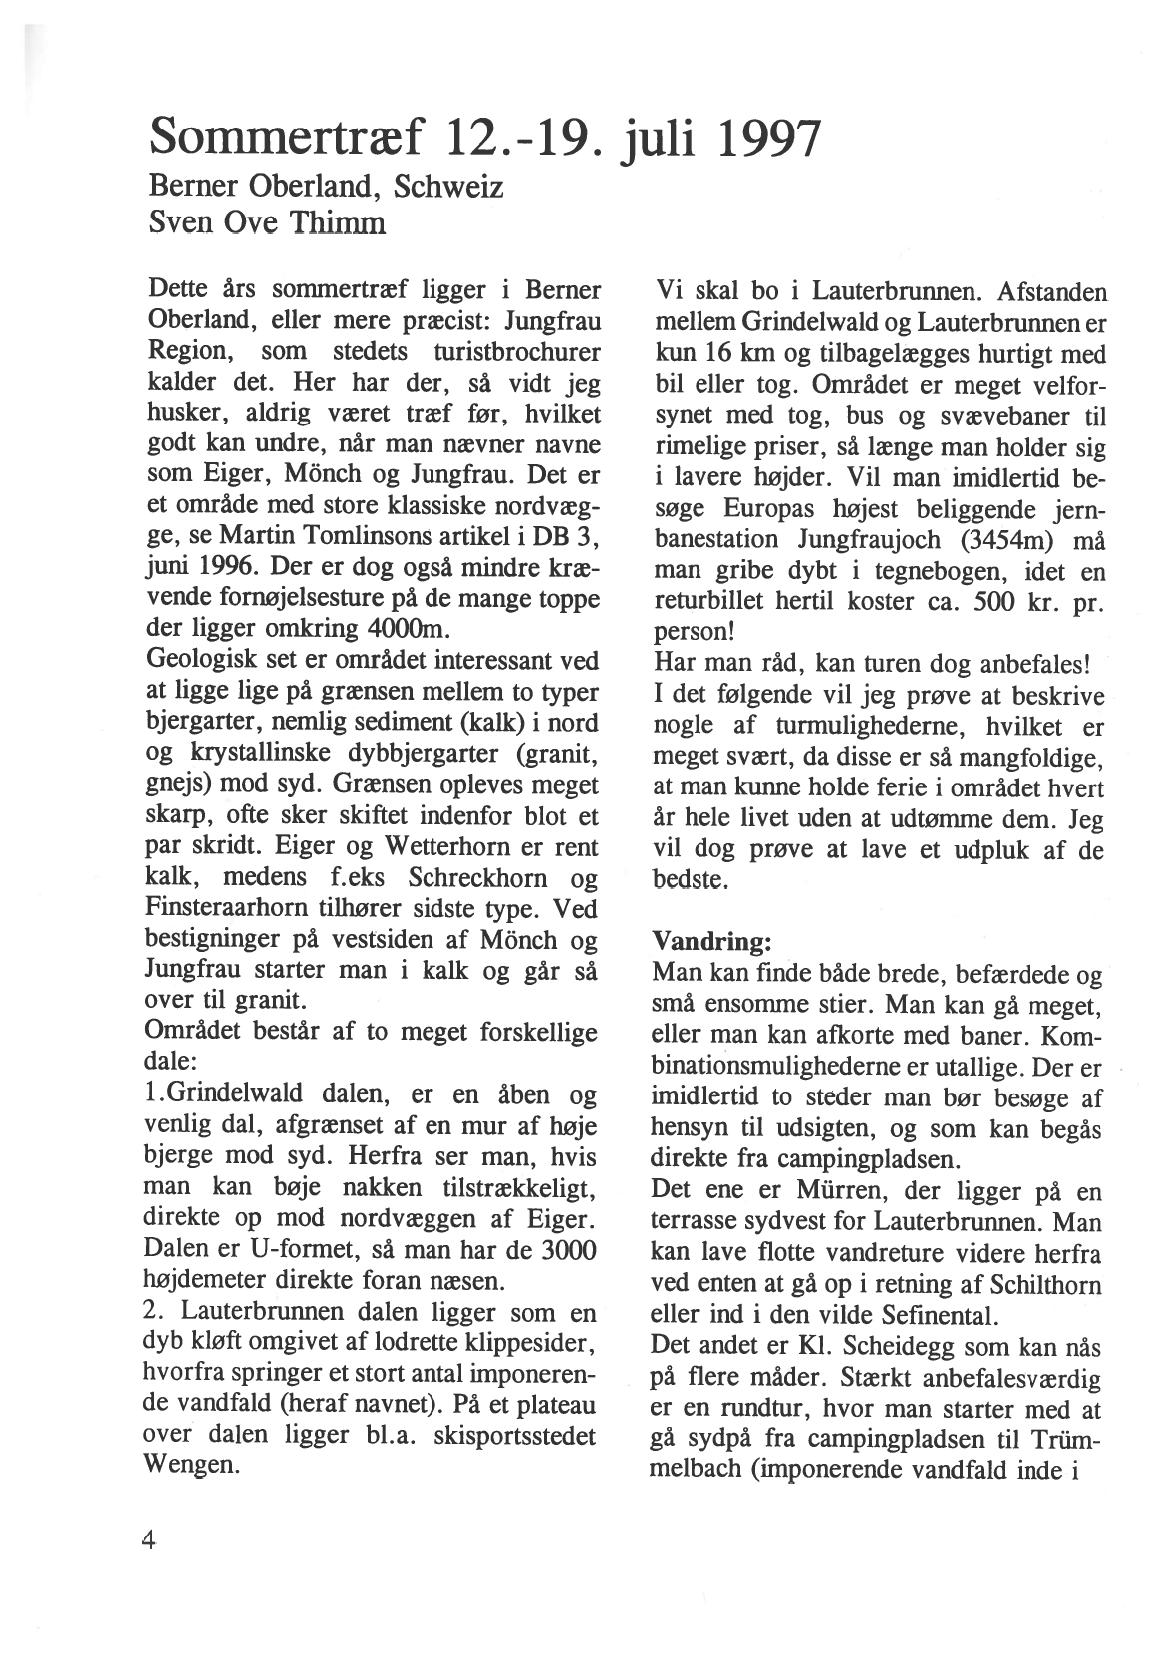 Sommertræf 12.-19. juli 1997
Berner Oberland, Schweiz
Sven Ove Thimm
Dette års sommertræf ligger i Berner
Oberland, eller mere præcist: Jungfrau
Region, som stedets turistbrochurer
kalder det. Her har der, så vidt jeg
husker, aldrig været træf før, hvilket
godt kan undre, når man nævner navne
som Eiger, Mönch og Jungfrau. Det er
et område med store klassiske nordvæg-
ge, se Martin Tomlinsons artikel i DB 3,
juni 1996. Der er dog også mindre kræ-
vende fornøjelsesture på de mange toppe
der ligger omkring 4000m.
Geologisk set er området interessant ved
at ligge lige på grænsen mellem to typer
bjergarter, nemlig sediment (kalk) i nord
og krystallinske dybbjergarter (granit,
gnejs) mod syd. Grænsen opleves meget
skarp, ofte sker skiftet indenfor blot et
par skridt. Eiger og Wetterhorn er rent
kalk, medens f.eks Schreckhorn og
Finsteraarhorn tilhører sidste type. Ved
bestigninger på vestsiden af Mönch og
Jungfrau starter man i kalk og går så
over til granit.
Området består af to meget forskellige
dale:
1.Grindelwald dalen, er en åben og
venlig dal, afgrænset af en mur af høje
bjerge mod syd. Herfra ser man, hvis
man kan bøje nakken tilstrækkeligt,
direkte op mod nordvæggen af Eiger.
Dalen er U-formet, så man har de 3000
højdemeter direkte foran næsen.
2. Lauterbrunnen dalen ligger som en
dyb kløft omgivet af lodrette klippesider,
hvorfra springer et stort antal imponeren-
de vandfald (heraf navnet). På et plateau
over dalen ligger bl.a. skisportsstedet
Wengen.
Vi skal bo i Lauterbrunnen. Afstanden
mellem Grindelwald og Lauterbrunnen er
kun 16 km og tilbagelægges hurtigt med
bil eller tog. Området er meget velfor-
synet med tog, bus og svævebaner til
rimelige priser, så længe man holder sig
i lavere højder. Vil man imidlertid be-
søge Europas højest beliggende jern-
banestation Jungfraujoch (3454m) må
man gribe dybt i tegnebogen, idet en
returbillet hertil koster ca. 500 kr. pr.
person!
Har man råd, kan turen dog anbefales!
I det følgende vil jeg prøve at beskrive
nogle af turmulighederne, hvilket er
meget svært, da disse er så mangfoldige,
at man kunne holde ferie i området hvert
år hele livet uden at udtømme dem. Jeg
vil dog prøve at lave et udpluk af de
bedste.
Vandring:
Man kan finde både brede, befærdede og
små ensomme stier. Man kan gå meget,
eller man kan afkorte med baner. Kom-
binationsmulighederne er utallige. Der er
imidlertid to steder man bør besøge af
hensyn til udsigten, og som kan begås
direkte fra campingpladsen.
Det ene er Mürren, der ligger på en
terrasse sydvest for Lauterbrunnen. Man
kan lave flotte vandreture videre herfra
ved enten at gå op i retning af Schilthorn
eller ind i den vilde Sefinental.
Det andet er Kl. Scheidegg som kan nås
på flere måder. Stærkt anbefalesværdig
er en rundtur, hvor man starter med at
gå sydpå fra campingpladsen til Trüm-
melbach (imponerende vandfald inde i
4